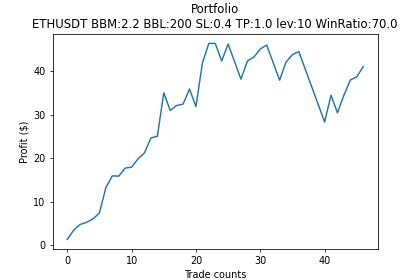 Portfolio
ETHUSDT BBM:2.2 BBL:200 SL:0.4 TP:1.0 lev:10 WinRatio:70.0
Profit ($)
40
30
20
10
0
0 10 20 30 40
Trade counts